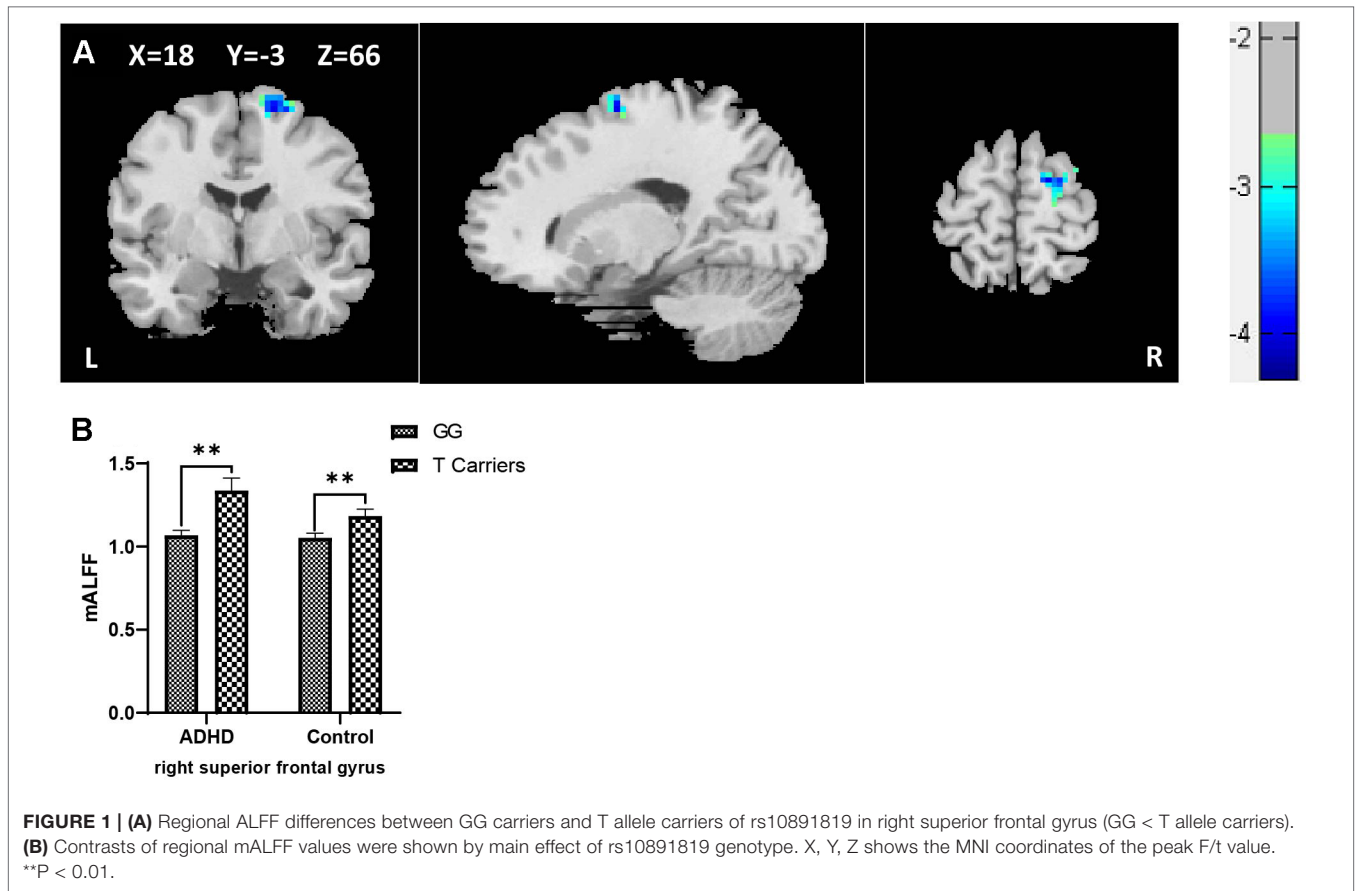 A X=18 Y=-3 Z=66
L
R
-2
-3
-4
B
GG
T Carriers
**
**
mALFF
1.5
1.0
0.5
0.0
ADHD Control
right superior frontal gyrus
FIGURE 1 | (A) Regional ALFF differences between GG carriers and T allele carriers of rs10891819 in right superior frontal gyrus (GG < T allele carriers).
(B) Contrasts of regional mALFF values were shown by main effect of rs10891819 genotype. X, Y, Z shows the MNI coordinates of the peak F/t value.
**P < 0.01.